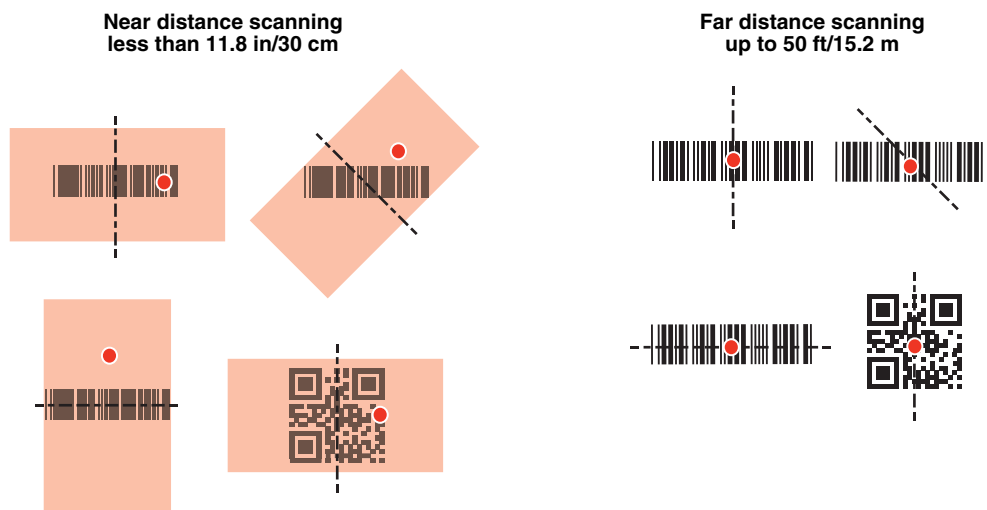 Near distance scanning
less than 11.8 in/30 cm
Far distance scanning
up to 50 ft/15.2 m